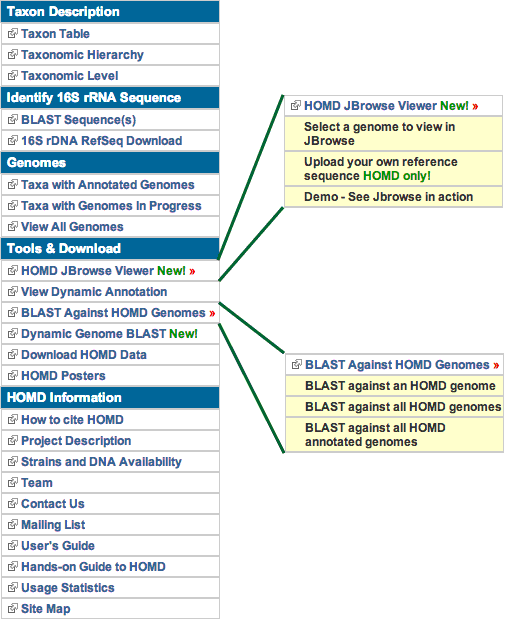 Taxon Description
Taxon Table
Taxonomic Hierarchy
Taxonomic Level
Identify 16S rRNA Sequence
BLAST Sequence(s)
16S rDNA RefSeq Download
Genomes
Taxa with Annotated Genomes
Taxa with Genomes In Progress
View All Genomes
Tools & Download
HOMD JBrowse Viewer New! »
View Dynamic Annotation
BLAST Against HOMD Genomes »
Dynamic Genome BLAST New!
Download HOMD Data
HOMD Posters
HOMD Information
How to cite HOMD
Project Description
Strains and DNA Availability
Team
Contact Us
Mailing List
User's Guide
Hands-on Guide to HOMD
Usage Statistics
Site Map
HOMD JBrowse Viewer New! »
Select a genome to view in
JBrowse
Upload your own reference
sequence HOMD only!
Demo - See Jbrowse in action
BLAST Against HOMD Genomes »
BLAST against an HOMD genome
BLAST against all HOMD genomes
BLAST against all HOMD
annotated genomes